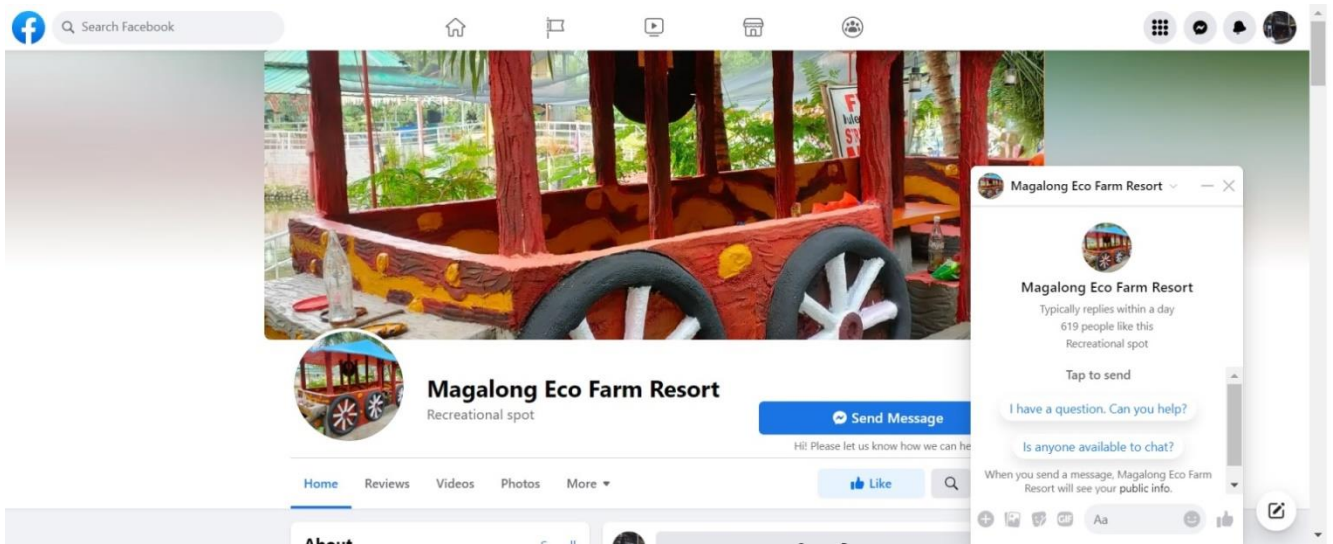 Search Facebook
Magalong Eco Farm Resort
Recreational spot
Send Message
Hi! Please let us know how we can he
Home Reviews Videos Photos More
Like
About
Magalong Eco Farm Resort
Magalong Eco Farm Resort
Typically replies within a day
619 people like this
Recreational spot
Tap to send
I have a question. Can you help?
Is anyone available to chat?
When you send a message, Magalong Eco Farm
Resort will see your public info.
GIF Aa